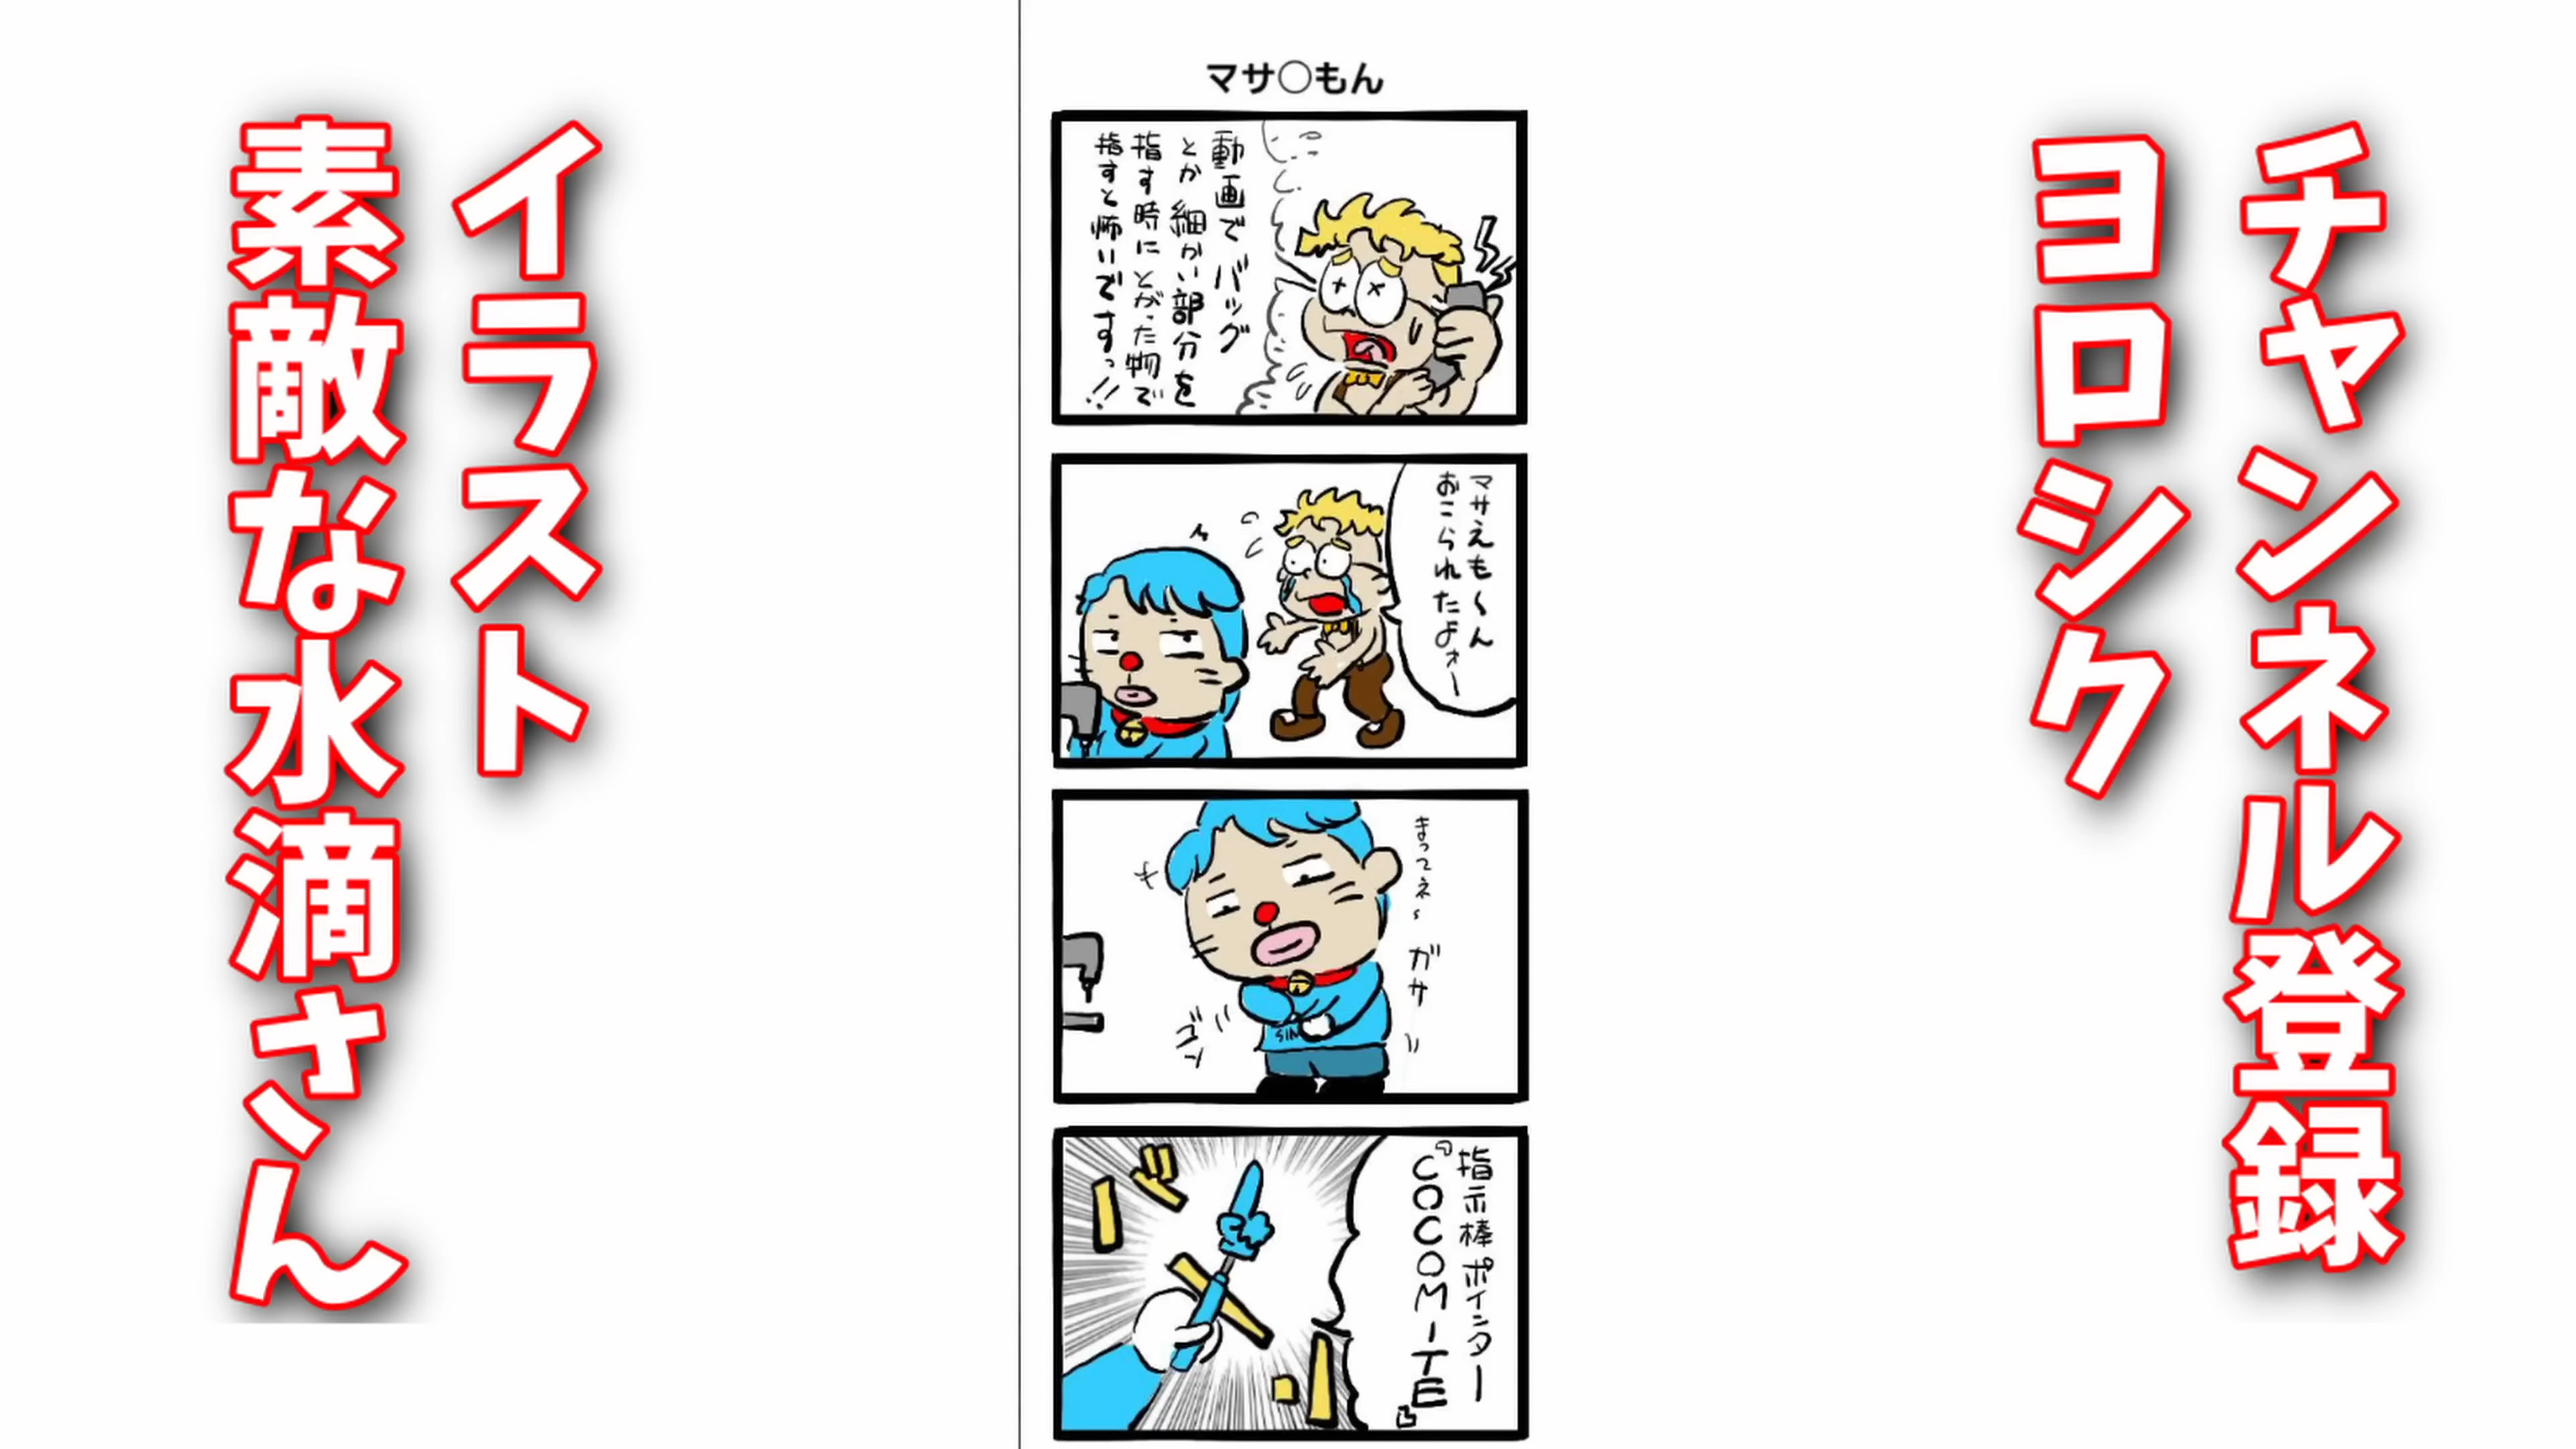 チャンネル登録
ヨロシク
マサ○もん
動画でバッグ
とか細かい部分を
指す時にとがった物で
指すと怖いですっ!!
マサえも~ん
おこられたよォー
まってネ~
ガサ
SIN
指示棒ポインター
『COCOMITE』
バ
イラスト
素敵な水滴さん